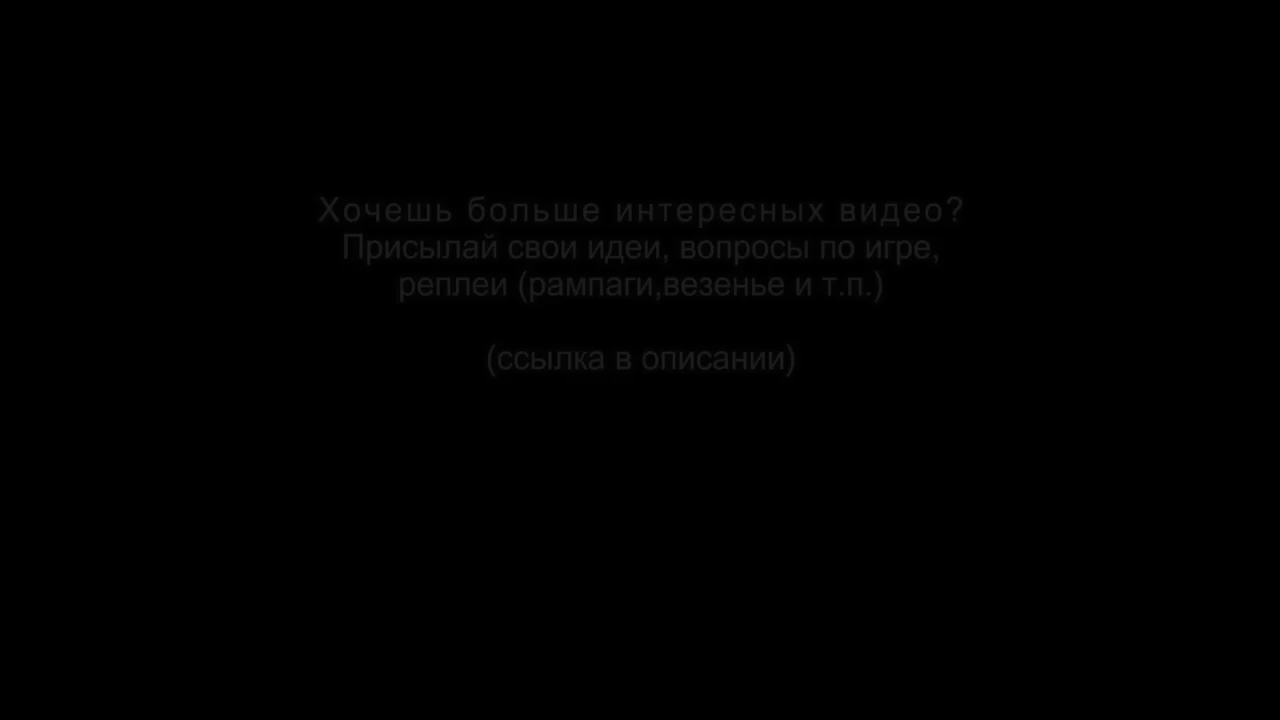 Хочешь больше интересных видео?
Присылай свои идеи, вопросы по игре,
реплеи (рампаги,везенье и т.п.)
(ссылка в описании)